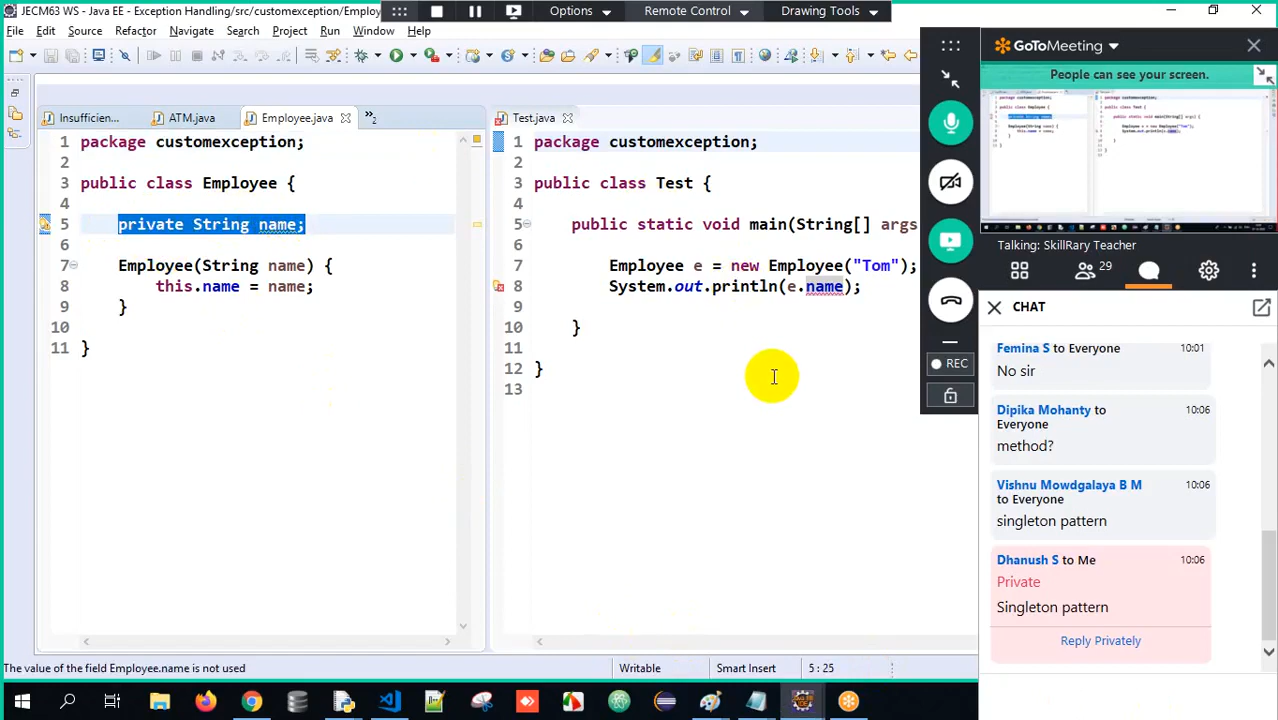 JECM63 WS - Java EE - Exception Handling/src/customexception/Employ
Options
Remote Control
Drawing Tools
File Edit Source Refactor Navigate Search Project Run Window Help
Insufficien...
ATM.java
Employee.java
»2
Test.java
1 package customexception;
2
3 public class Employee {
4
5 private String name;
6
7 Employee(String name) {
8 this.name = name;
9 }
10
11 }
1 package customexception;
2
3 public class Test {
4
5 public static void main(String[] args
6
7 Employee e = new Employee("Tom");
8 System.out.println(e.name);
9
10 }
11
12 }
13
The value of the field Employee.name is not used
Writable
Smart Insert
5 : 25
REC
GoToMeeting
People can see your screen.
Talking: SkillRary Teacher
29
CHAT
Femina S to Everyone 10:01
No sir
Dipika Mohanty to 10:06
Everyone
method?
Vishnu Mowdgalaya B M 10:06
to Everyone
singleton pattern
Dhanush S to Me 10:06
Private
Singleton pattern
Reply Privately